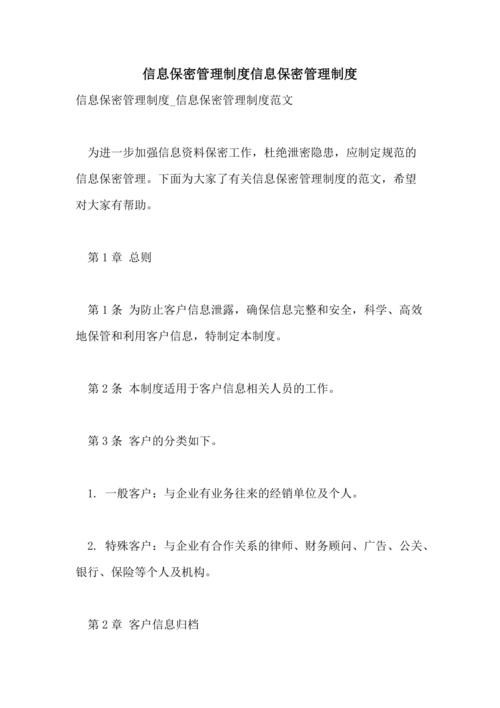 信息保密管理制度信息保密管理制度
信息保密管理制度_信息保密管理制度范文
为进一步加强信息资料保密工作，杜绝泄密隐患，应制定规范的
信息保密管理。下面为大家了有关信息保密管理制度的范文，希望
对大家有帮助。
第1章 总则
第1条 为防止客户信息泄露，确保信息完整和安全，科学、高效
地保管和利用客户信息，特制定本制度。
第2条 本制度适用于客户信息相关人员的工作。
第3条 客户的分类如下。
1. 一般客户：与企业有业务往来的经销单位及个人。
2. 特殊客户：与企业有合作关系的律师、财务顾问、广告、公关、
银行、保险等个人及机构。
第2章 客户信息归档